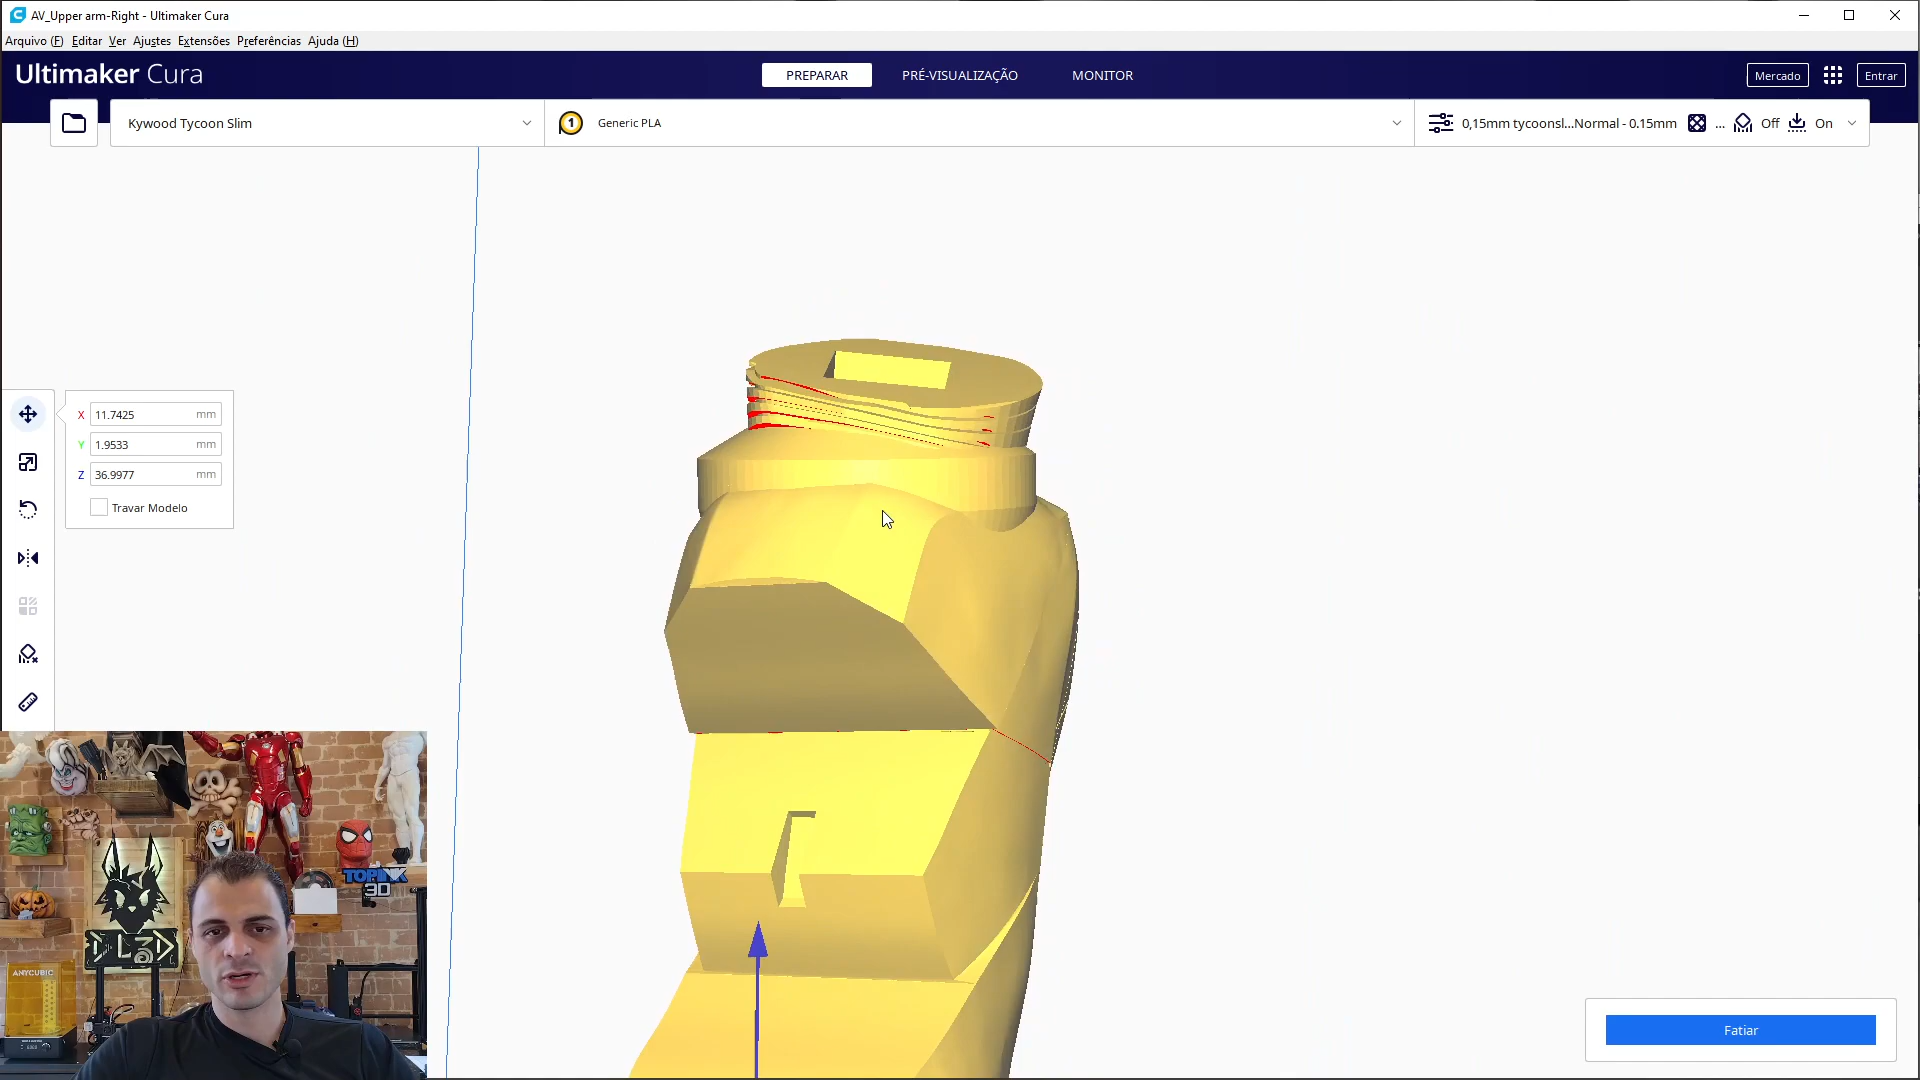 AV_Upper arm-Right - Ultimaker Cura
Arquivo (F) Editar Ver Ajustes Extensões Preferências Ajuda (H)
Ultimaker Cura
PREPARAR
PRÉ-VISUALIZAÇÃO
MONITOR
Mercado
Entrar
Kywood Tycoon Slim
1
Generic PLA
0,15mm tycoonsl...Normal - 0.15mm
...
Off
On
X 11.7425 mm
Y 1.9533 mm
Z 36.9977 mm
Travar Modelo
3D
DL3D
ANYCUBIC
Fatiar